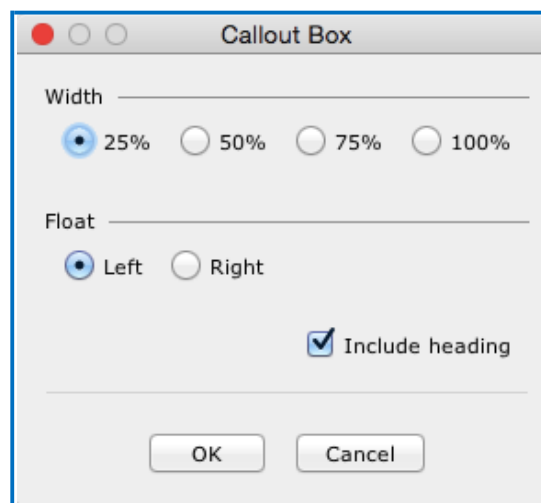 Callout Box
Width
25% 50% 75% 100%
Float
Left Right
Include heading
OK Cancel